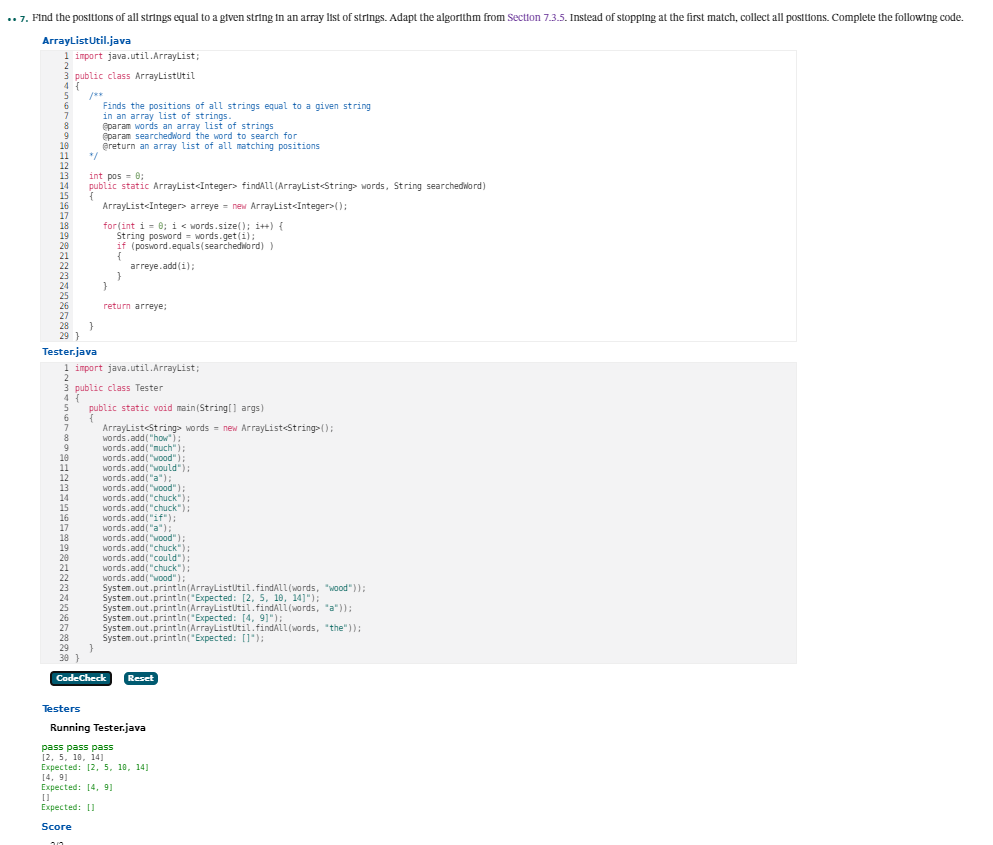 •• 7. Find the positions of all strings equal to a given string in an array list of strings. Adapt the algorithm from Section 7.3.5. Instead of stopping at the first match, collect all positions. Complete the following code.
ArrayListUtil.java
1 import java.util.ArrayList;
2
3 public class ArrayListUtil
4 {
5 /**
6 Finds the positions of all strings equal to a given string
7 in an array list of strings.
8 @param words an array list of strings
9 @param searchedWord the word to search for
10 @return an array list of all matching positions
11 */
12
13 int pos = 0;
14 public static ArrayList<Integer> findAll(ArrayList<String> words, String searchedWord)
15 {
16 ArrayList<Integer> arreye = new ArrayList<Integer>();
17
18 for(int i = 0; i < words.size(); i++) {
19 String posword = words.get(i);
20 if (posword.equals(searchedWord) )
21 {
22 arreye.add(i);
23 }
24 }
25
26 return arreye;
27
28 }
29 }
Tester.java
1 import java.util.ArrayList;
2
3 public class Tester
4 {
5 public static void main(String[] args)
6 {
7 ArrayList<String> words = new ArrayList<String>();
8 words.add("how");
9 words.add("much");
10 words.add("wood");
11 words.add("would");
12 words.add("a");
13 words.add("wood");
14 words.add("chuck");
15 words.add("chuck");
16 words.add("if");
17 words.add("a");
18 words.add("wood");
19 words.add("chuck");
20 words.add("could");
21 words.add("chuck");
22 words.add("wood");
23 System.out.println(ArrayListUtil.findAll(words, "wood"));
24 System.out.println("Expected: [2, 5, 10, 14]");
25 System.out.println(ArrayListUtil.findAll(words, "a"));
26 System.out.println("Expected: [4, 9]");
27 System.out.println(ArrayListUtil.findAll(words, "the"));
28 System.out.println("Expected: []");
29 }
30 }
CodeCheck Reset
Testers
Running Tester.java
pass pass pass
[2, 5, 10, 14]
Expected: [2, 5, 10, 14]
[4, 9]
Expected: [4, 9]
[]
Expected: []
Score